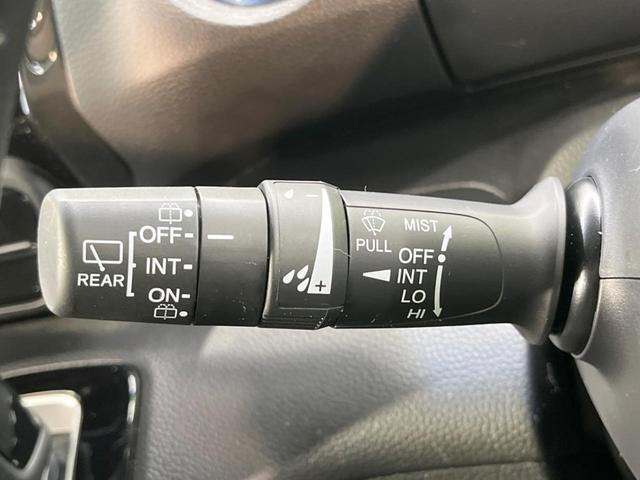 REAR
OFF
INT
ON
- +
PULL
MIST
OFF
INT
LO
HI